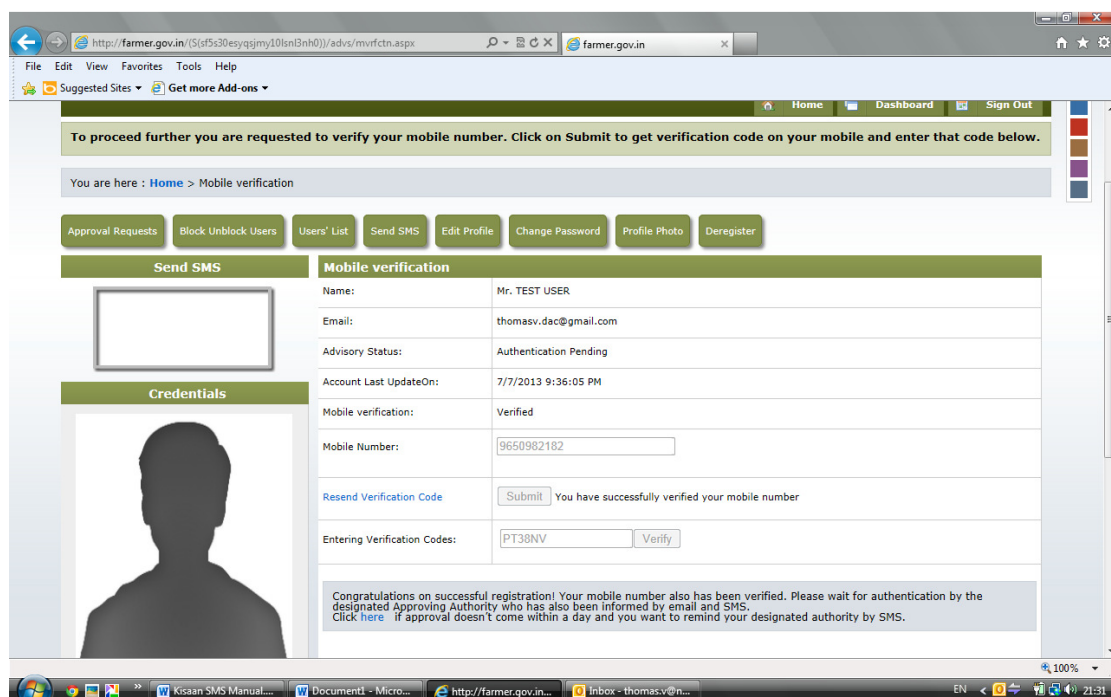 http://farmer.gov.in/(S(sf5s30esyqsjmy10lsnl3nh0))/advs/mvrfctn.aspx
farmer.gov.in
File Edit View Favorites Tools Help
Suggested Sites Get more Add-ons
Home Dashboard Sign Out
To proceed further you are requested to verify your mobile number. Click on Submit to get verification code on your mobile and enter that code below.
You are here : Home > Mobile verification
Approval Requests Block Unblock Users Users' List Send SMS Edit Profile Change Password Profile Photo Deregister
Send SMS
Mobile verification
Name: Mr. TEST USER
Email: thomasv.dac@gmail.com
Advisory Status: Authentication Pending
Account Last UpdateOn: 7/7/2013 9:36:05 PM
Credentials
Mobile verification: Verified
Mobile Number: 9650982182
Resend Verification Code Submit You have successfully verified your mobile number
Entering Verification Codes: PT38NV Verify
Congratulations on successful registration! Your mobile number also has been verified. Please wait for authentication by the
designated Approving Authority who has also been informed by email and SMS.
Click here if approval doesn't come within a day and you want to remind your designated authority by SMS.
100%
Kisaan SMS Manual.... Document1 - Micro... http://farmer.gov.in... Inbox - thomas.v@n... EN 21:31